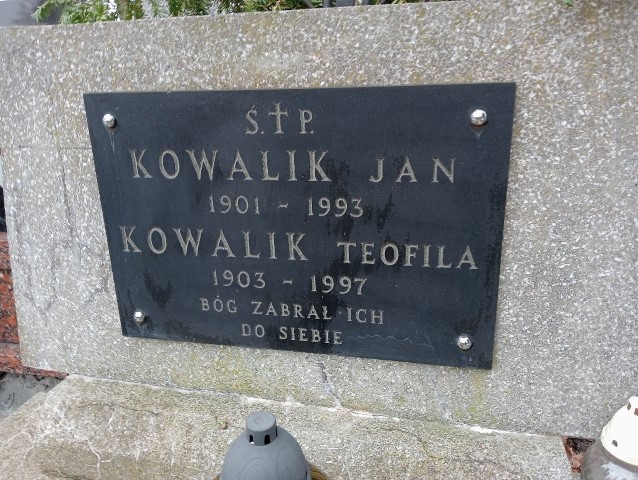 Ś.†P.
KOWALIK JAN
1901 - 1993
KOWALIK TEOFILA
1903 - 1997
BÓG ZABRAŁ ICH
DO SIEBIE